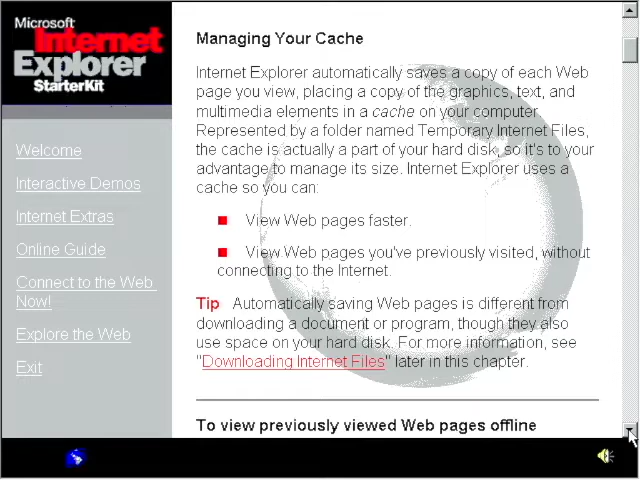 Microsoft
Internet
Explorer
StarterKit
Welcome
Interactive Demos
Internet Extras
Online Guide
Connect to the Web
Now!
Explore the Web
Exit
Managing Your Cache
Internet Explorer automatically saves a copy of each Web
page you view, placing a copy of the graphics, text, and
multimedia elements in a cache on your computer.
Represented by a folder named Temporary Internet Files,
the cache is actually a part of your hard disk, so it's to your
advantage to manage its size. Internet Explorer uses a
cache so you can:
View Web pages faster.
View Web pages you've previously visited, without
connecting to the Internet.
Tip Automatically saving Web pages is different from
downloading a document or program, though they also
use space on your hard disk. For more information, see
"Downloading Internet Files" later in this chapter.
To view previously viewed Web pages offline